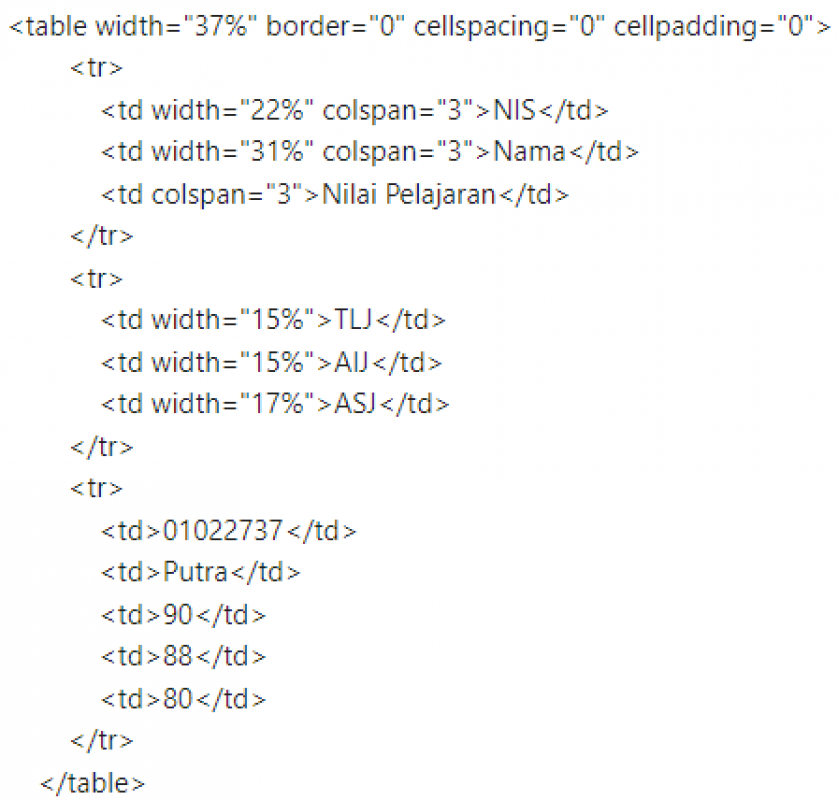 <table width="37%" border="0" cellspacing="0" cellpadding="0">
<tr>
<td width="22%" colspan="3">NIS</td>
<td width="31%" colspan="3">Nama</td>
<td colspan="3">Nilai Pelajaran</td>
</tr>
<tr>
<td width="15%">TLJ</td>
<td width="15%">AIJ</td>
<td width="17%">ASJ</td>
</tr>
<tr>
<td>01022737</td>
<td>Putra</td>
<td>90</td>
<td>88</td>
<td>80</td>
</tr>
</table>